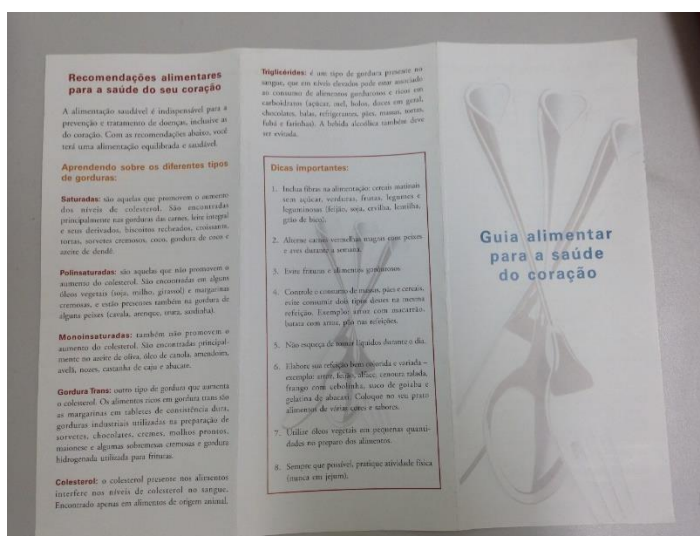 Recomendações alimentares
para a saúde do seu coração
A alimentação saudável é indispensável para a
prevenção e tratamento de doenças, inclusive as
do coração. Com as recomendações abaixo, você
terá uma alimentação equilibrada e saudável.
Aprendendo sobre os diferentes tipos
de gorduras:
Saturadas: são aquelas que promovem o aumento
dos níveis de colesterol. São encontradas
principalmente nas gorduras das carnes, leite integral
e seus derivados, biscoitos recheados, croissants,
tortas, sorvetes cremosos, coco, gordura de coco e
azeite de dendê.
Polinsaturadas: são aquelas que não promovem o
aumento do colesterol. São encontradas em alguns
óleos vegetais (soja, milho, girassol) e margarinas
cremosas, e estão presentes também na gordura de
alguns peixes (cavala, arenque, truta, sardinha).
Monoinsaturadas: também não promovem o
aumento do colesterol. São encontradas principal-
mente no azeite de oliva, óleo de canola, amendoim,
avelã, nozes, castanha de caju e abacate.
Gordura Trans: outro tipo de gordura que aumenta
o colesterol. Os alimentos ricos em gordura trans são
as margarinas em tabletes de consistência dura,
gorduras industriais utilizadas na preparação de
sorvetes, chocolates, cremes, molhos prontos,
maionese e algumas sobremesas cremosas e gordura
hidrogenada utilizada para frituras.
Colesterol: o colesterol presente nos alimentos
interfere nos níveis de colesterol no sangue.
Encontrado apenas em alimentos de origem animal.
Triglicérides: é um tipo de gordura presente no
sangue, que em níveis elevados pode estar associado
ao consumo de alimentos gordurosos e ricos em
carboidratos (açúcar, mel, bolos, doces em geral,
chocolates, balas, refrigerantes, pães, massas,
fubá e farinhas). A bebida alcoólica também deve
ser evitada.
Dicas importantes:
1. Inclua fibras na alimentação: cereais matinais
sem açúcar, verduras, frutas, legumes e
leguminosas (feijão, soja, ervilha, lentilha,
grão de bico).
2. Alterne carnes vermelhas magras com peixes
e aves durante a semana.
3. Evite frituras e alimentos gordurosos.
4. Controle o consumo de massas, pães e cereais,
evite consumir dois tipos destes na mesma
refeição. Exemplo: arroz com macarrão,
batata com arroz, pão nas refeições.
5. Não esqueça de tomar líquidos durante o dia.
6. Elabore sua refeição bem colorida e variada –
exemplo: arroz, feijão, alface, cenoura ralada,
frango com cebolinha, suco de goiaba e
gelatina de abacaxi. Coloque no seu prato
alimentos de várias cores e sabores.
7. Utilize óleos vegetais em pequenas quanti-
dades no preparo dos alimentos.
8. Sempre que possível, pratique atividade física
(nunca em jejum).
Guia alimentar
para a saúde
do coração